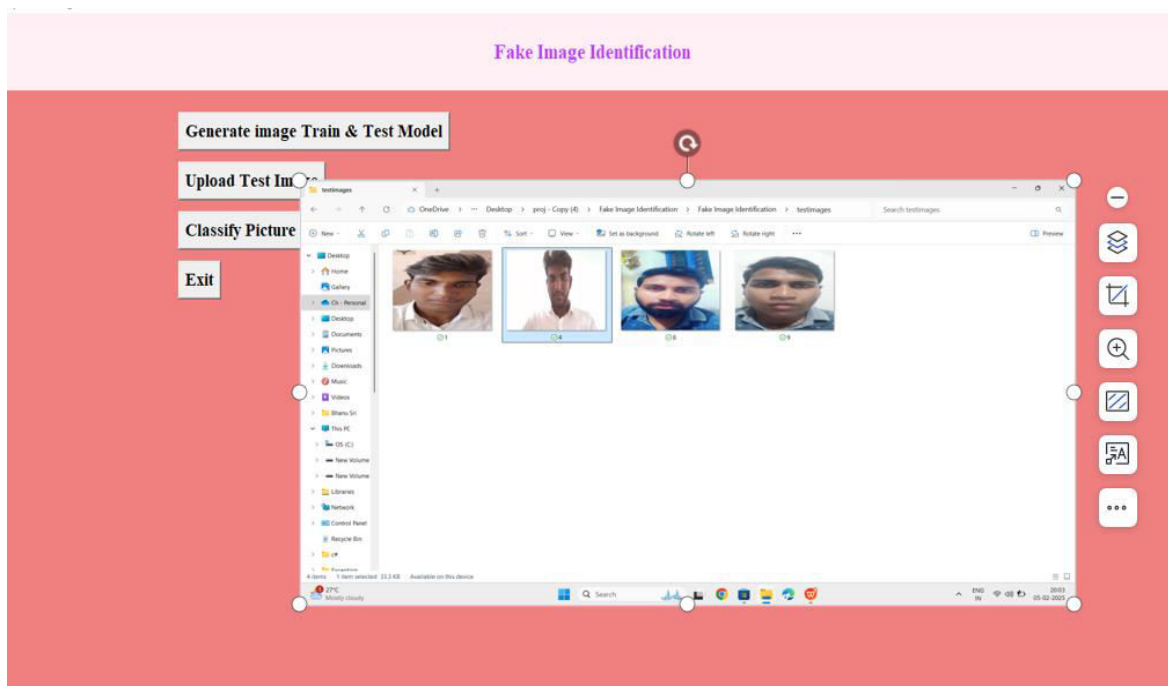 Fake Image Identification
Generate image Train & Test Model
Upload Test Im
testimages
OneDrive > ... Desktop > proj - Copy (4) > Fake Image Identification > Fake Image Identification > testimages
Search testimages
New
Sort
View
Set as background
Rotate left
Rotate right
...
Preview
Classify Picture
Exit
Desktop
Home
Gallery
Ch - Personal
Desktop
Documents
Pictures
Downloads
Music
Videos
Bhanu Sri
This PC
OS (C:)
New Volume
New Volume
Libraries
Network
Control Panel
Recycle Bin
c#
1
4
8
9
4 items 1 item selected 33.3 KB Available on this device
27°C
Mostly cloudy
Search
ENG
IN
20:03
05-02-2025